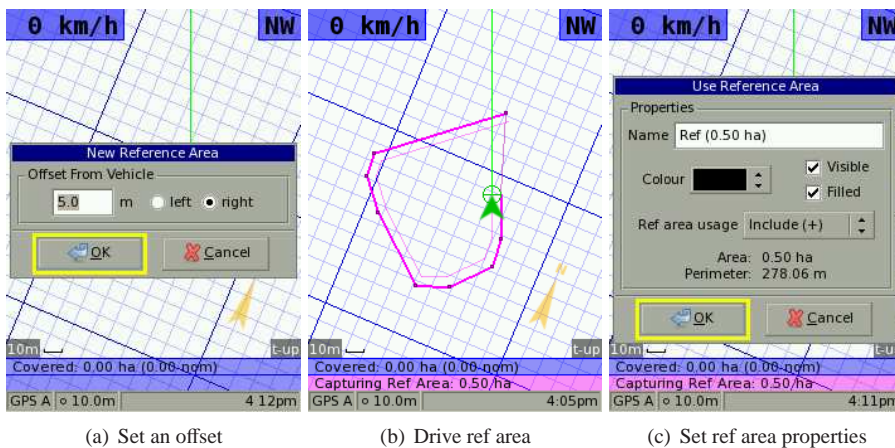 0 km/h NW
New Reference Area
Offset From Vehicle
5.0 m left right
OK Cancel
10m t-up
Covered: 0.00 ha (0.00 nom)
GPS A 10.0m 4 12pm
(a) Set an offset
0 km/h NW
N
10m t-up
Covered: 0.00 ha (0.00 nom)
Capturing Ref Area: 0.50/ha
GPS A 10.0m 4:05pm
(b) Drive ref area
0 km/h NW
Use Reference Area
Properties
Name Ref (0.50 ha)
Colour Visible
Filled
Ref area usage Include (+)
Area: 0.50 ha
Perimeter: 278.06 m
OK Cancel
10m t-up
Covered: 0.00 ha (0.00 nom)
Capturing Ref Area: 0.50/ha
GPS A 10.0m 4:11pm
(c) Set ref area properties